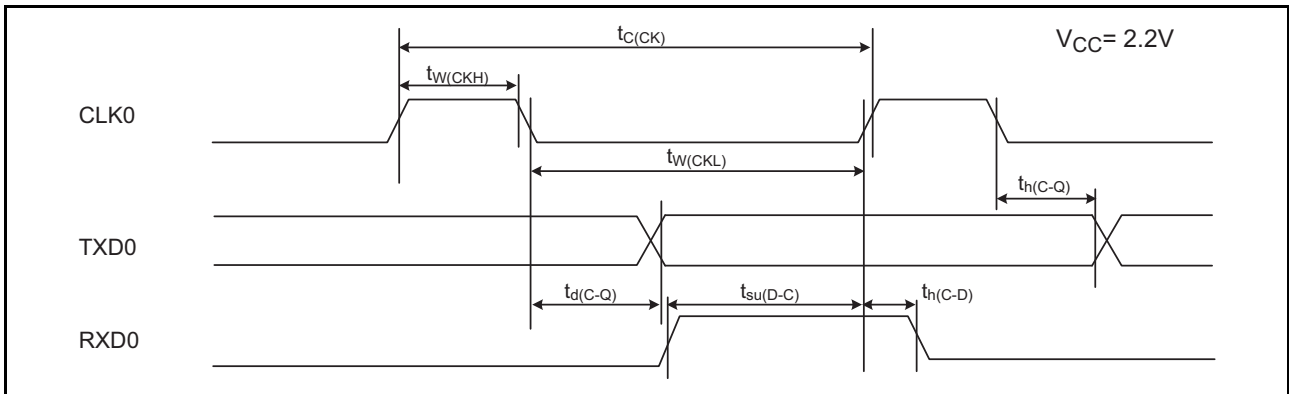 tC(CK)
VCC= 2.2V
tW(CKH)
CLK0
tW(CKL)
th(C-Q)
TXD0
td(C-Q)
tsu(D-C)
th(C-D)
RXD0